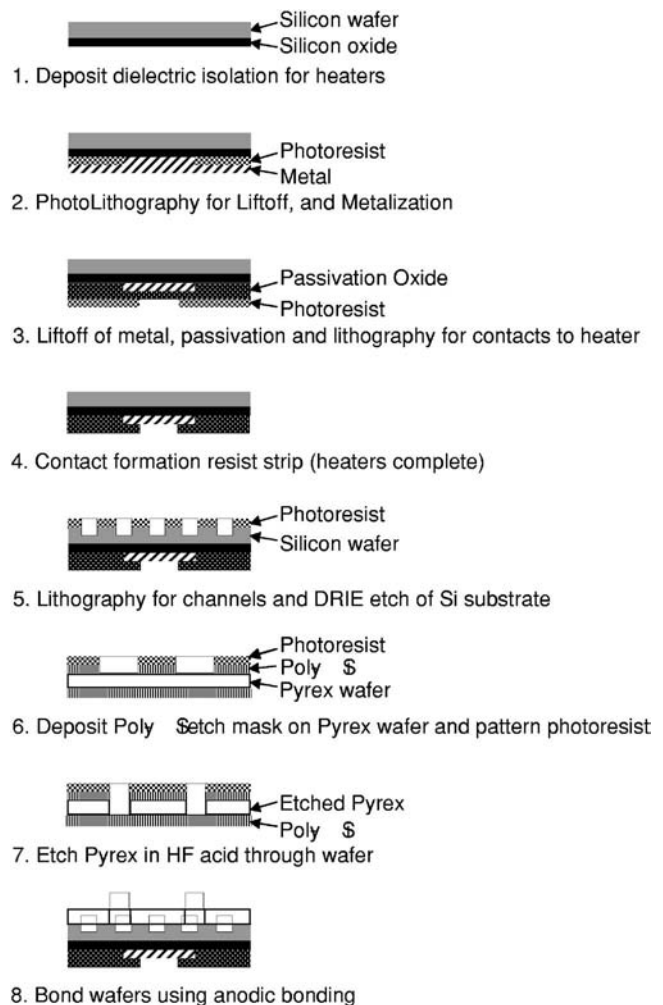 Silicon wafer
Silicon oxide
1. Deposit dielectric isolation for heaters
Photoresist
Metal
2. PhotoLithography for Liftoff, and Metalization
Passivation Oxide
Photoresist
3. Liftoff of metal, passivation and lithography for contacts to heater
4. Contact formation resist strip (heaters complete)
Photoresist
Silicon wafer
5. Lithography for channels and DRIE etch of Si substrate
Photoresist
Poly
Pyrex wafer
6. Deposit Poly etch mask on Pyrex wafer and pattern photoresist
Etched Pyrex
Poly
7. Etch Pyrex in HF acid through wafer
8. Bond wafers using anodic bonding